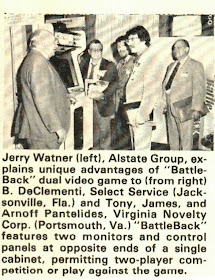 Jerry Watner (left), Alstate Group, ex-
plains unique advantages of "Battle-
Back" dual video game to (from right)
B. DeClementi, Select Service (Jack-
sonville, Fla.) and Tony, James, and
Arnoff Pantelides, Virginia Novelty
Corp. (Portsmouth, Va.) "BattleBack"
features two monitors and control
panels at opposite ends of a single
cabinet, permitting two-player com-
petition or play against the game.